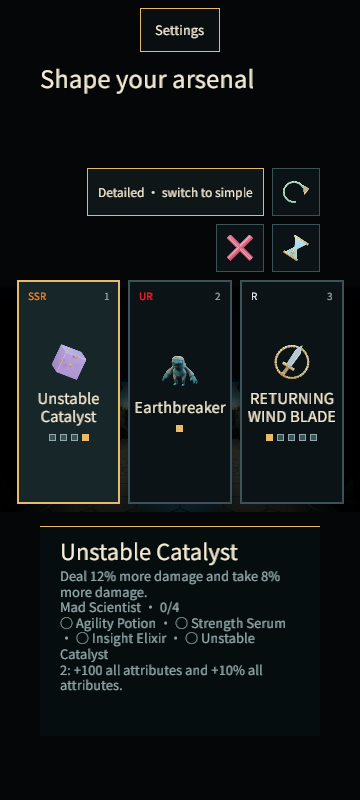 Settings
Shape your arsenal
Detailed • switch to simple
SSR 1
UR 2
R 3
Unstable
Catalyst
Earthbreaker
RETURNING
WIND BLADE
Unstable Catalyst
Deal 12% more damage and take 8%
more damage.
Mad Scientist • 0/4
○ Agility Potion • ○ Strength Serum
• ○ Insight Elixir • ○ Unstable
Catalyst
2: +100 all attributes and +10% all
attributes.